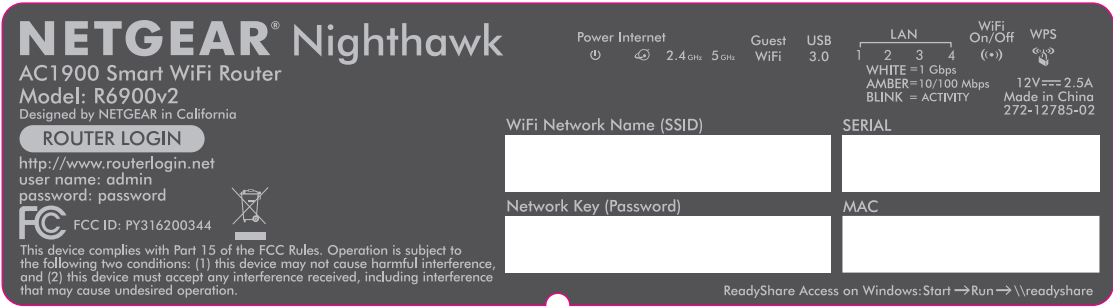 NETGEAR® Nighthawk
AC1900 Smart WiFi Router
Model: R6900v2
Designed by NETGEAR in California
ROUTER LOGIN
http://www.routerlogin.net
user name: admin
password: password
FC FCC ID: PY316200344
This device complies with Part 15 of the FCC Rules. Operation is subject to
the following two conditions: (1) this device may not cause harmful interference,
and (2) this device must accept any interference received, including interference
that may cause undesired operation.
Power Internet
2.4 GHz 5 GHz
Guest
WiFi
USB
3.0
LAN
1 2 3 4
WiFi
On/Off
WPS
WHITE = 1 Gbps
AMBER = 10/100 Mbps
BLINK = ACTIVITY
12V⎓2.5A
Made in China
272-12785-02
WiFi Network Name (SSID)
SERIAL
Network Key (Password)
MAC
ReadyShare Access on Windows: Start →Run→ \\readyshare